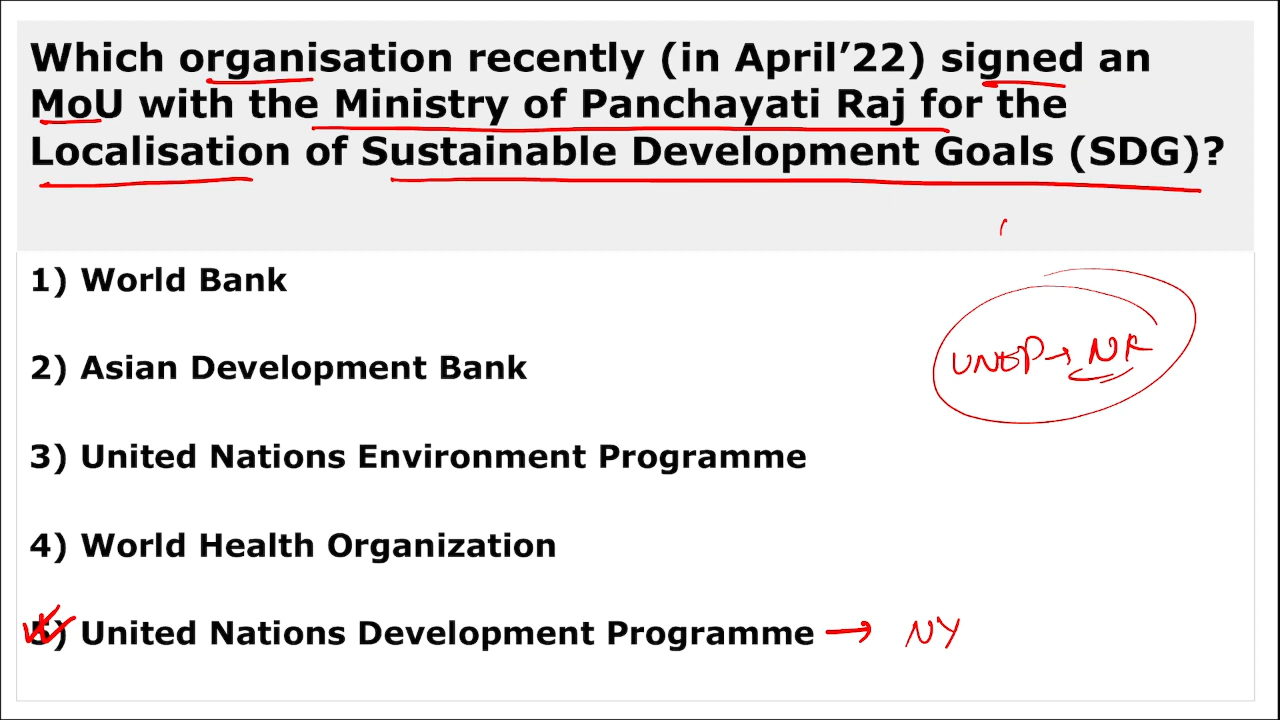 Which organisation recently (in April’22) signed an
MoU with the Ministry of Panchayati Raj for the
Localisation of Sustainable Development Goals (SDG)?
1) World Bank
2) Asian Development Bank
3) United Nations Environment Programme
4) World Health Organization
5) United Nations Development Programme → NY